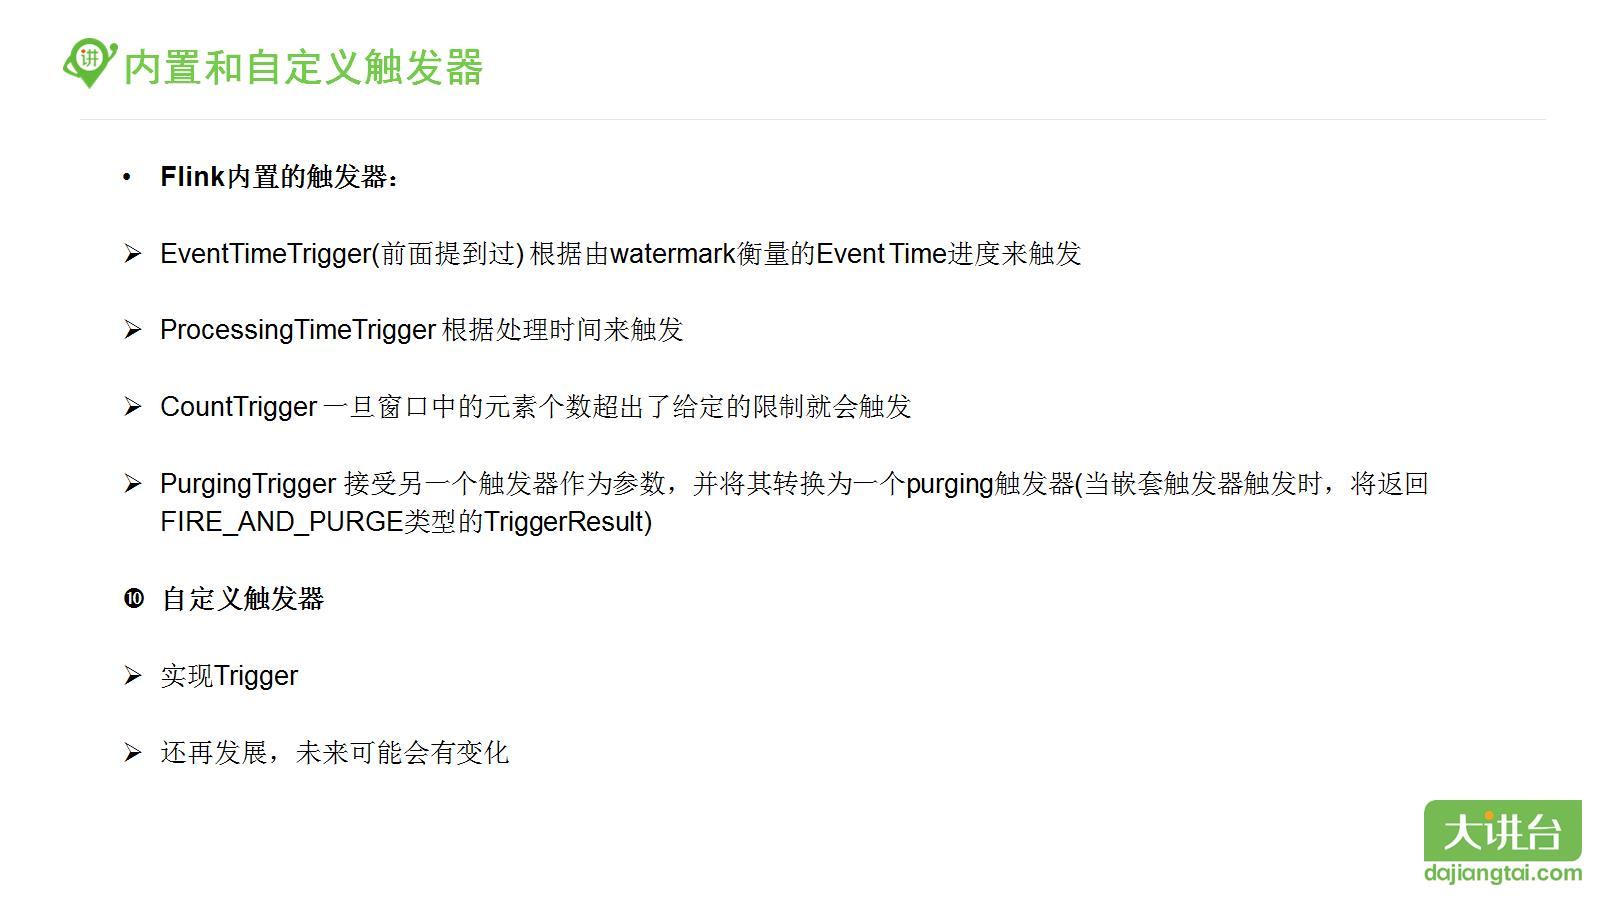 讲
内置和自定义触发器
• Flink内置的触发器：
➢ EventTimeTrigger(前面提到过) 根据由watermark衡量的Event Time进度来触发
➢ ProcessingTimeTrigger 根据处理时间来触发
➢ CountTrigger 一旦窗口中的元素个数超出了给定的限制就会触发
➢ PurgingTrigger 接受另一个触发器作为参数，并将其转换为一个purging触发器(当嵌套触发器触发时，将返回
FIRE_AND_PURGE类型的TriggerResult)
❿ 自定义触发器
➢ 实现Trigger
➢ 还再发展，未来可能会有变化
大讲台
dajiangtai.com